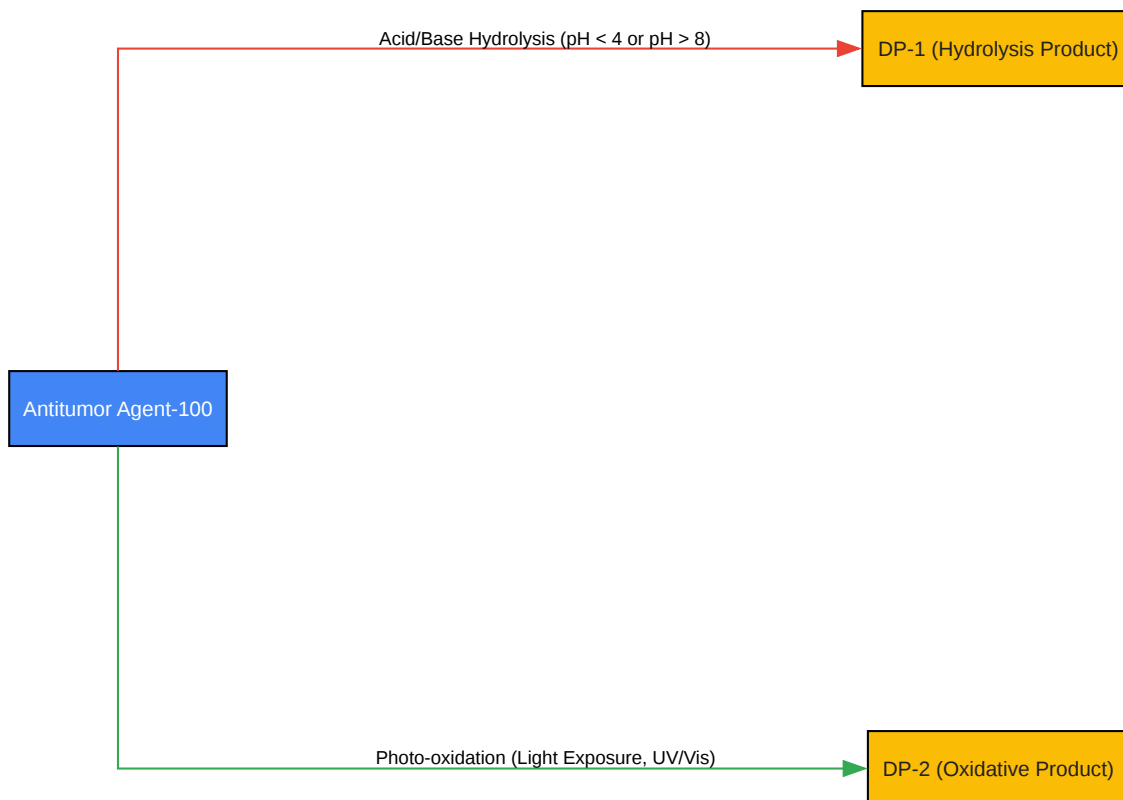 Acid/Base Hydrolysis (pH < 4 or pH > 8)
DP-1 (Hydrolysis Product)
Antitumor Agent-100
Photo-oxidation (Light Exposure, UV/Vis)
DP-2 (Oxidative Product)